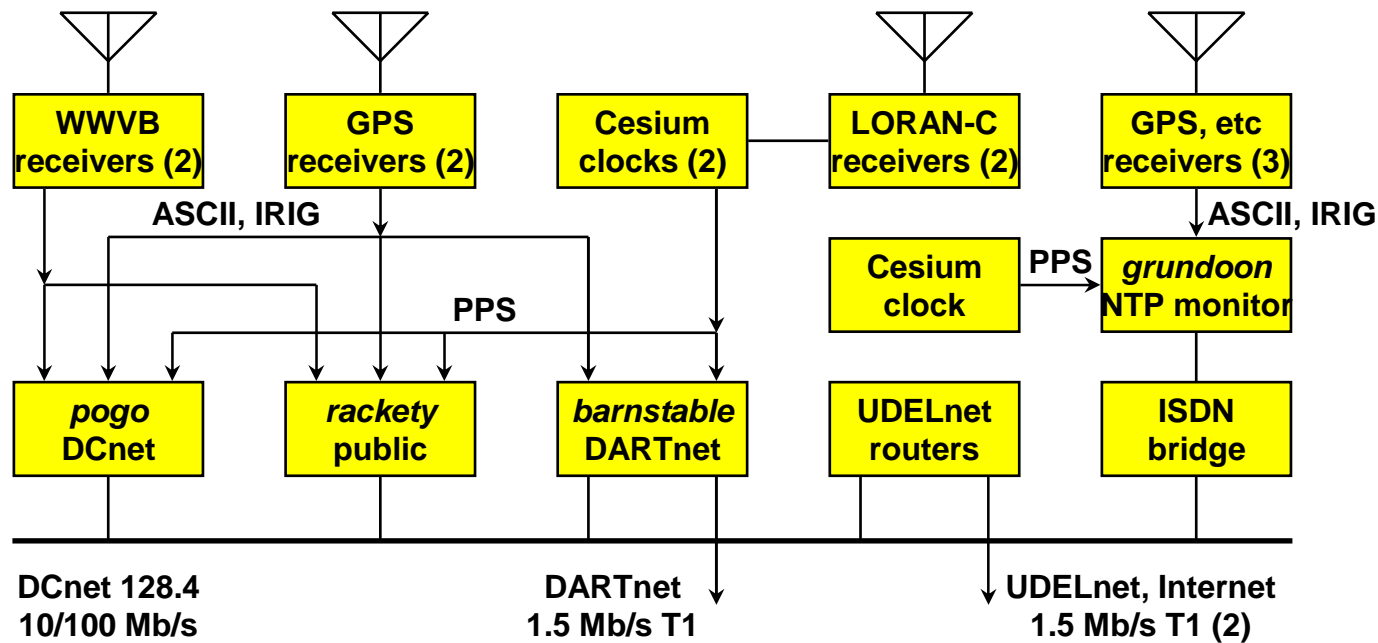 WWVB
receivers (2)
GPS
receivers (2)
Cesium
clocks (2)
LORAN-C
receivers (2)
GPS, etc
receivers (3)
ASCII, IRIG
ASCII, IRIG
Cesium
clock
PPS
grundoon
NTP monitor
PPS
pogo
DCnet
rackety
public
barnstable
DARTnet
UDELnet
routers
ISDN
bridge
DCnet 128.4
10/100 Mb/s
DARTnet
1.5 Mb/s T1
UDELnet, Internet
1.5 Mb/s T1 (2)